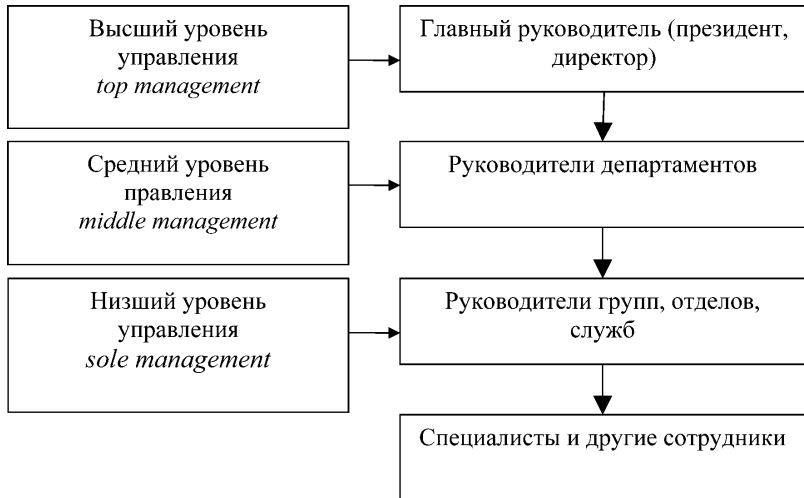 Высший уровень
управления
top management
Главный руководитель (президент,
директор)
Средний уровень
правления
middle management
Руководители департаментов
Низший уровень
управления
sole management
Руководители групп, отделов,
служб
Специалисты и другие сотрудники